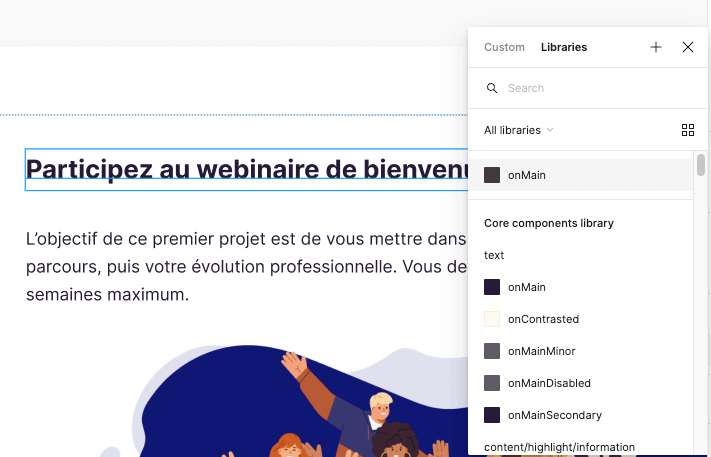 Custom Libraries
Search
All libraries
onMain
Participez au webinaire de
Core components library
text
L'objectif de ce premier projet est de vous mettre dans
parcours, puis votre évolution professionnelle. Vous
semaines maximum.
onMain
onContrasted
onMainMinor
onMainDisabled
onMainSecondary
content/highlight/information